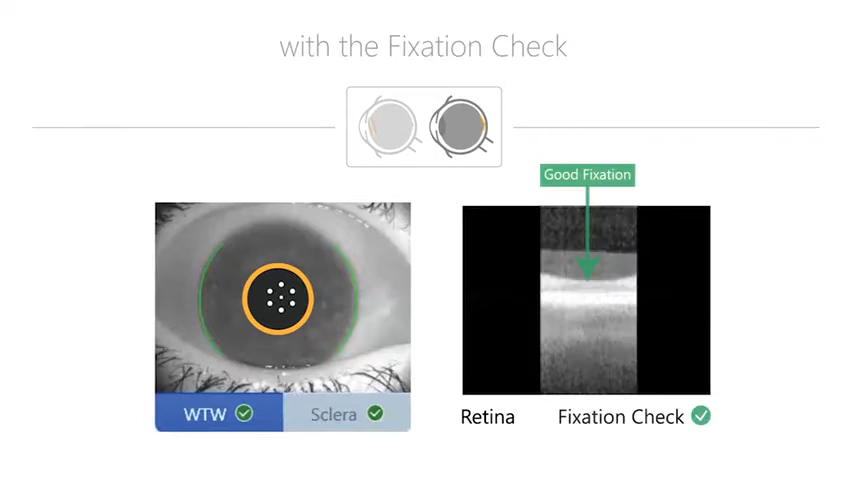 with the Fixation Check
Good Fixation
WTW
Sclera
Retina
Fixation Check